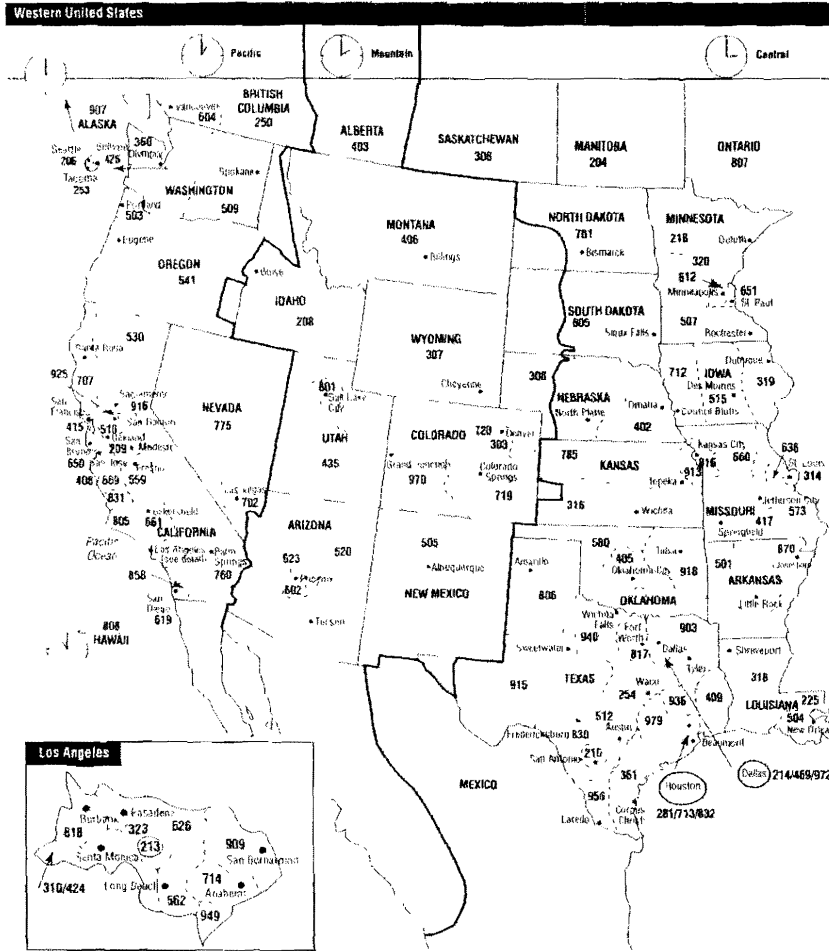 Western United States
Pacific
Mountain
Central
907
ALASKA
Vancouver
604
BRITISH
COLUMBIA
250
ALBERTA
403
SASKATCHEWAN
306
MANITOBA
204
ONTARIO
807
Seattle
206
425
360
Olympia
Tacoma
253
Spokane
WASHINGTON
509
Portland
503
Eugene
OREGON
541
Boise
IDAHO
208
MONTANA
406
Billings
NORTH DAKOTA
701
Bismarck
MINNESOTA
218
Duluth
320
612
Minneapolis
651
St. Paul
507
Rochester
SOUTH DAKOTA
605
Sioux Falls
WYOMING
307
Cheyenne
308
NEBRASKA
North Platte
Omaha
402
712
IOWA
Des Moines
515
Dubuque
319
Council Bluffs
530
Santa Rosa
925
707
Sacramento
916
San Francisco
415
510
San Ramon
Oakland
209
Modesto
San Bruno
650
San Jose
Fresno
408
559
831
805
Bakersfield
661
CALIFORNIA
Pacific
Ocean
Los Angeles
(see detail)
Palm
Springs
760
858
San
Diego
619
808
HAWAII
NEVADA
775
Las Vegas
702
801
Salt Lake
City
UTAH
435
COLORADO
720
Denver
303
Grand Junction
970
Colorado
Springs
719
785
KANSAS
Topeka
913
316
Wichita
Kansas City
816
660
636
St. Louis
314
Jefferson City
573
MISSOURI
417
Springfield
ARIZONA
623
520
Phoenix
602
Tucson
505
Albuquerque
NEW MEXICO
580
405
Tulsa
918
Oklahoma City
OKLAHOMA
501
870
Jonesboro
ARKANSAS
Little Rock
Amarillo
806
Wichita
Falls
940
Fort
Worth
817
903
Dallas
Tyler
Sweetwater
915
TEXAS
Waco
254
936
409
512
Austin
979
Fredericksburg 830
210
San Antonio
361
956
Laredo
Corpus
Christi
Beaumont
Shreveport
318
LOUISIANA
225
504
New Orleans
MEXICO
Houston
281/713/832
Dallas 214/469/972
Los Angeles
Burbank
Pasadena
818
323
626
213
909
Santa Monica
San Bernardino
310/424
Long Beach
714
Anaheim
562
949